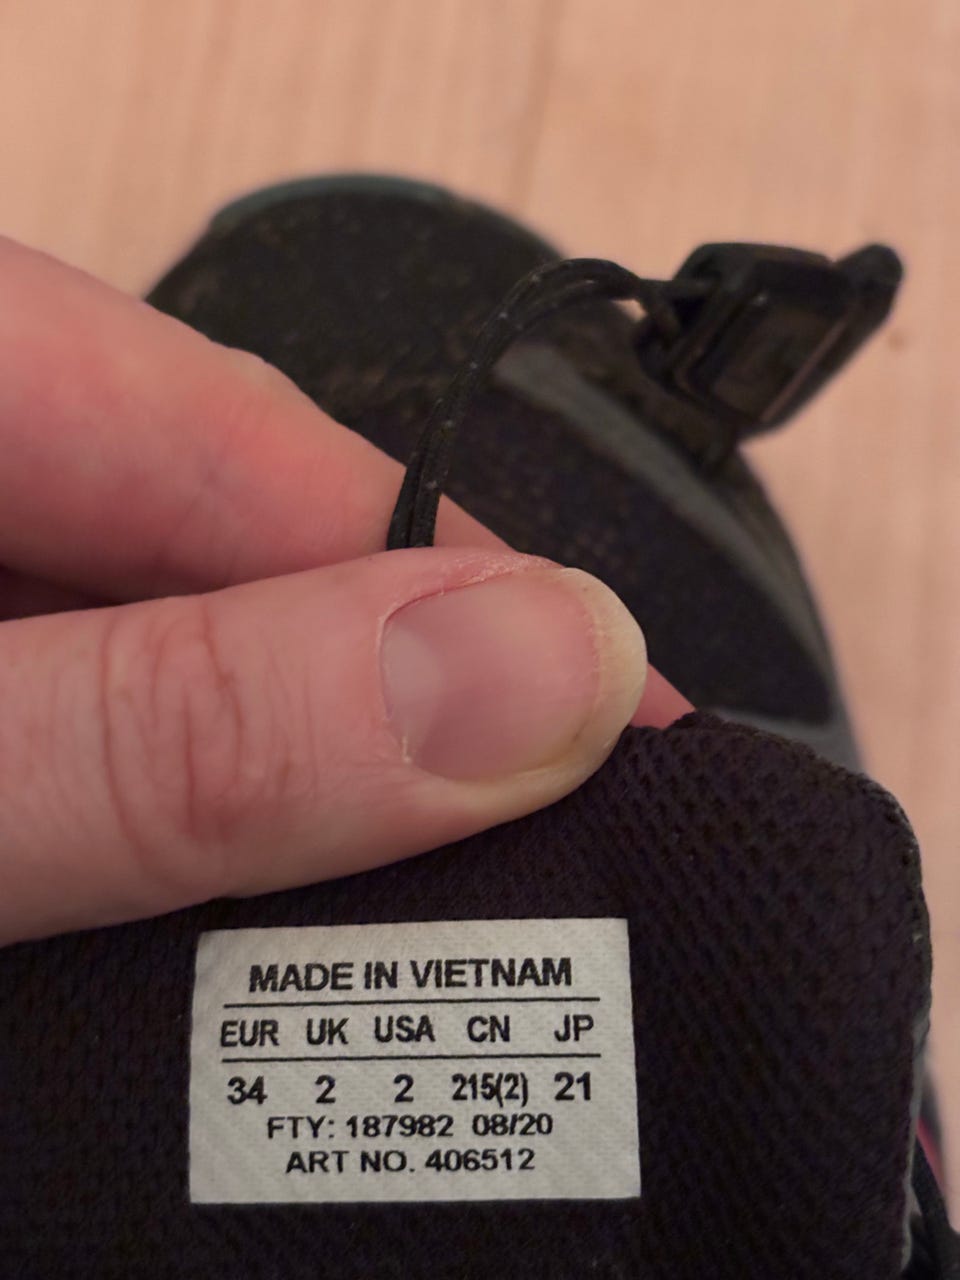 MADE IN VIETNAM
EUR UK USA CN JP
34 2 2 215(2) 21
FTY: 187982 08/20
ART NO. 406512